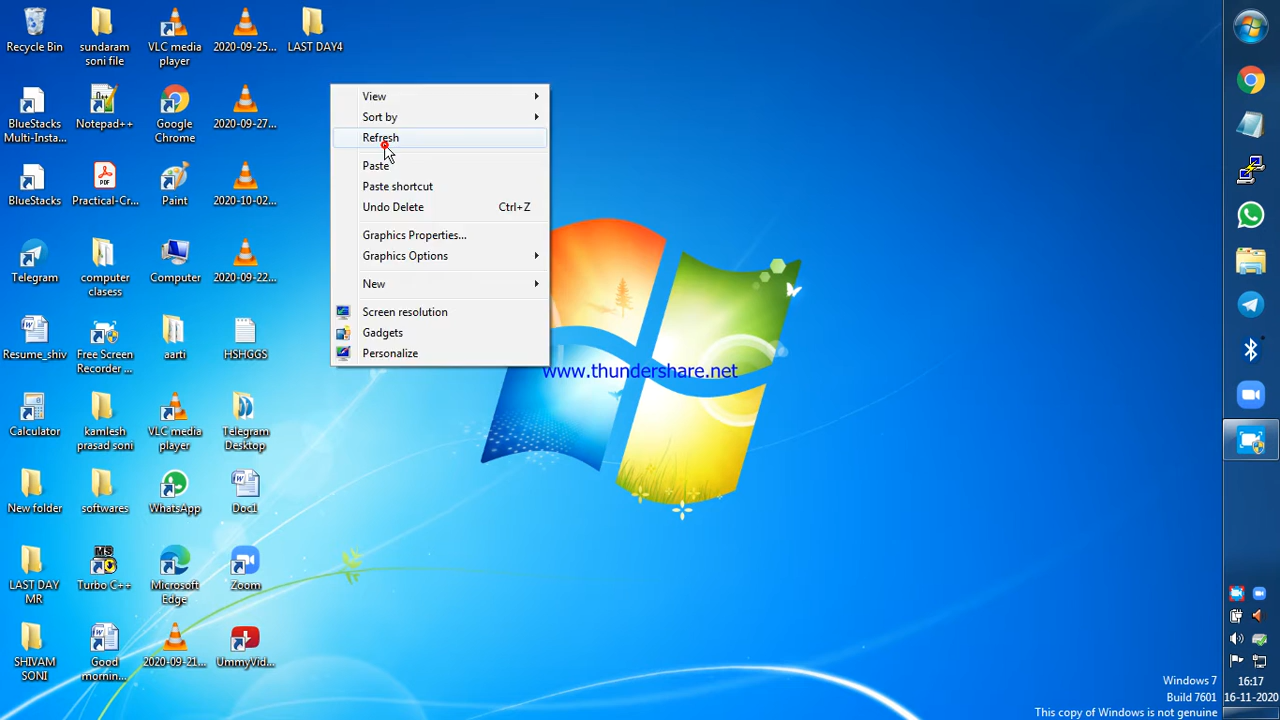 Recycle Bin
sundaram
soni file
VLC media
player
2020-09-25...
LAST DAY4
BlueStacks
Multi-Insta...
Notepad++
Google
Chrome
2020-09-27...
BlueStacks
Practical-Cr...
Paint
2020-10-02...
Telegram
computer
clasess
Computer
2020-09-22...
Resume_shiv
Free Screen
Recorder ...
aarti
HSHGGS
Calculator
kamlesh
prasad soni
VLC media
player
Telegram
Desktop
New folder
softwares
WhatsApp
Doc1
LAST DAY
MR
MS
Turbo C++
Microsoft
Edge
Zoom
SHIVAM
SONI
Good
mornin...
2020-09-21...
UmmyVid...
View
Sort by
Refresh
Paste
Paste shortcut
Undo Delete Ctrl+Z
Graphics Properties...
Graphics Options
New
Screen resolution
Gadgets
Personalize
www.thundershare.net
16:17
16-11-2020
Windows 7
Build 7601
This copy of Windows is not genuine